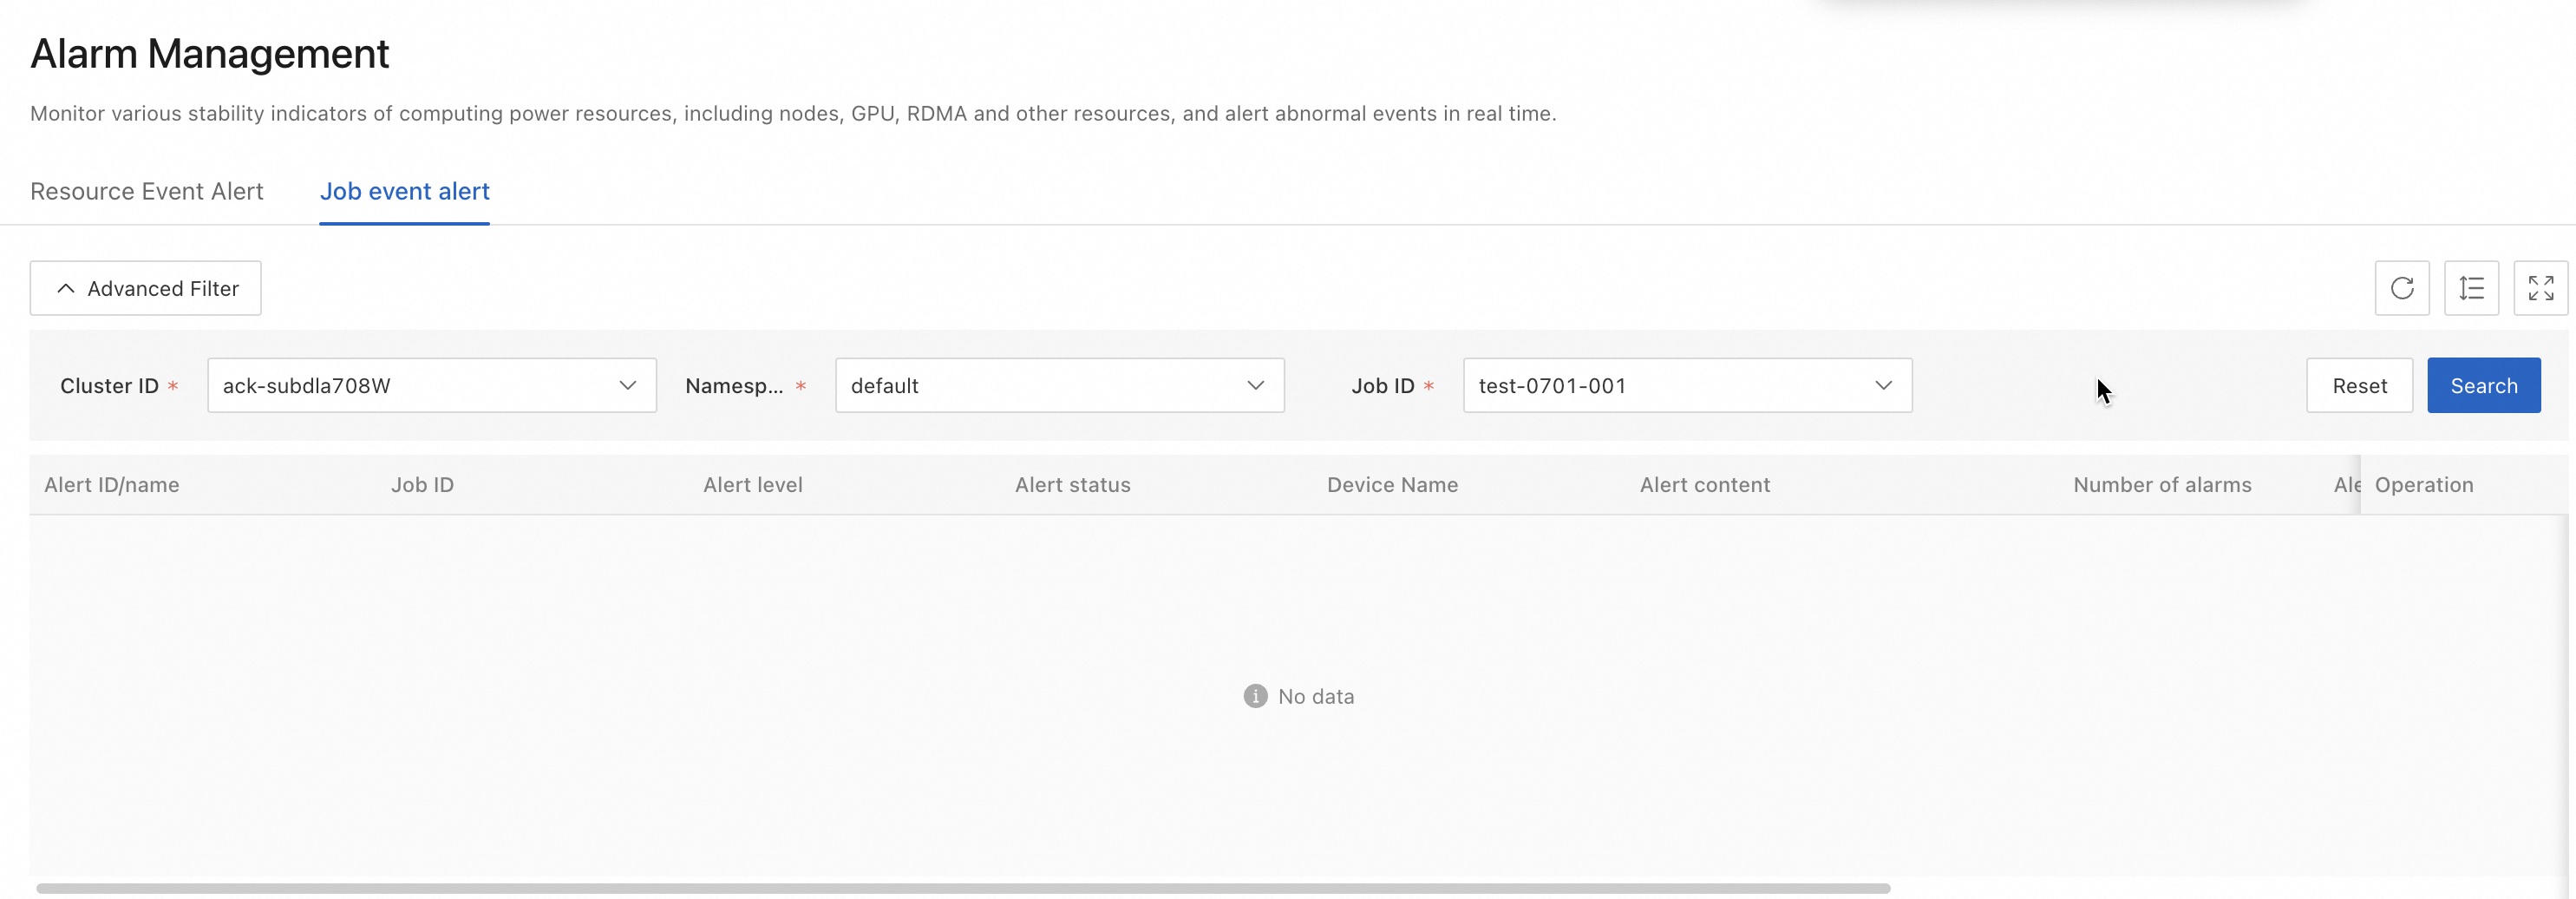 Alarm Management
Monitor various stability indicators of computing power resources, including nodes, GPU, RDMA and other resources, and alert abnormal events in real time.
Resource Event Alert Job event alert
Advanced Filter
Cluster ID * ack-subdla708W Namesp... * default Job ID * test-0701-001 Reset Search
Alert ID/name Job ID Alert level Alert status Device Name Alert content Number of alarms Ale Operation
No data